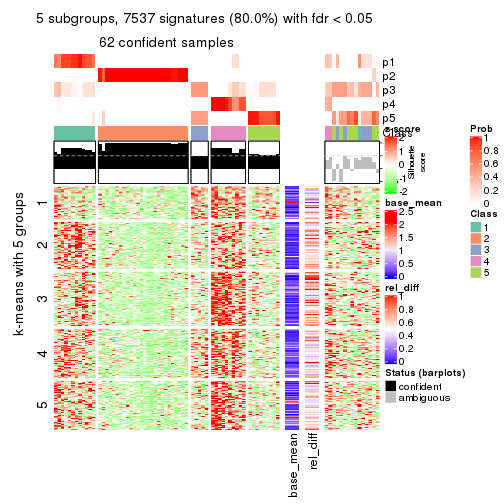 5 subgroups, 7537 signatures (80.0%) with fdr < 0.05
62 confident samples
p1
p2
p3
p4
p5
Class
Silhouette
score
k-means with 5 groups
1
2
3
4
5
base_mean
rel_diff
z-score
2
1
0
-1
-2
base_mean
2.5
2
1.5
1
0.5
0
rel_diff
1
0.8
0.6
0.4
0.2
0
Status (barplots)
confident
ambiguous
Prob
1
0.8
0.6
0.4
0.2
0
Class
1
2
3
4
5